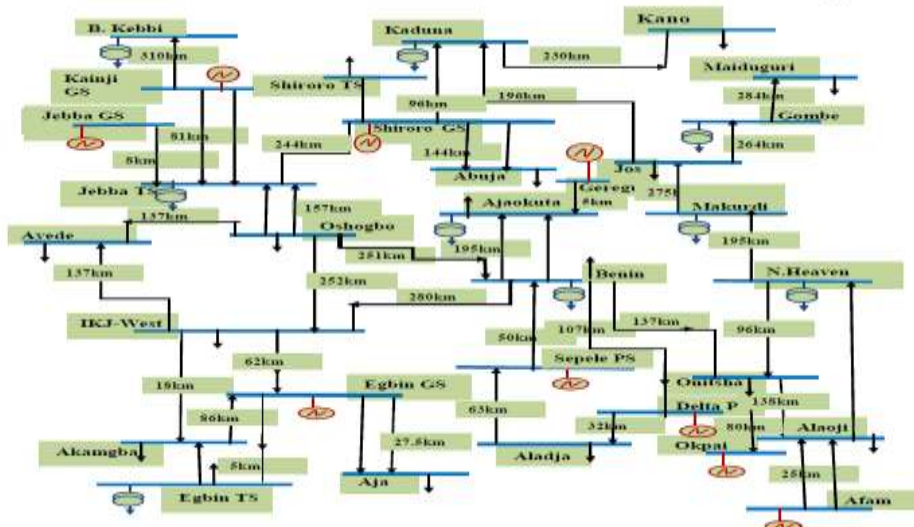 B. Kebbi
310km
Kainji
GS
Jebba GS
81km
8km
Jebba TS
137km
Ayede
137km
IKJ-West
18km
86km
Akamgba
5km
Egbin TS
Kaduna
230km
Kano
Shiroro TS
96km
196km
Shiroro GS
244km
144km
Abuja
Geregi
5km
Ajaokuta
157km
Oshogbo
251km
195km
252km
280km
62km
Egbin GS
27.5km
Aja
Maiduguri
284km
Gombe
264km
Jos
Makurdi
195km
Benin
N.Heaven
50km
107km
137km
96km
Sepele PS
Onitsha
63km
Delta P
138km
32km
80km
Alaoji
Aladja
Okpai
25km
Afam